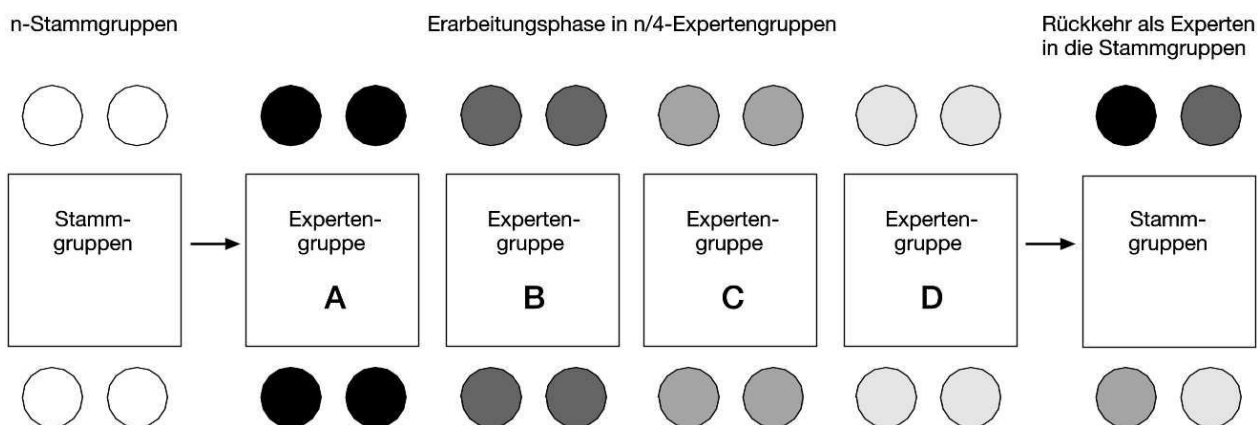 n-Stammgruppen
Erarbeitungsphase in n/4-Expertengruppen
Rückkehr als Experten
in die Stammgruppen
Stamm-
gruppen
Experten-
gruppe
A
Experten-
gruppe
B
Experten-
gruppe
C
Experten-
gruppe
D
Stamm-
gruppen